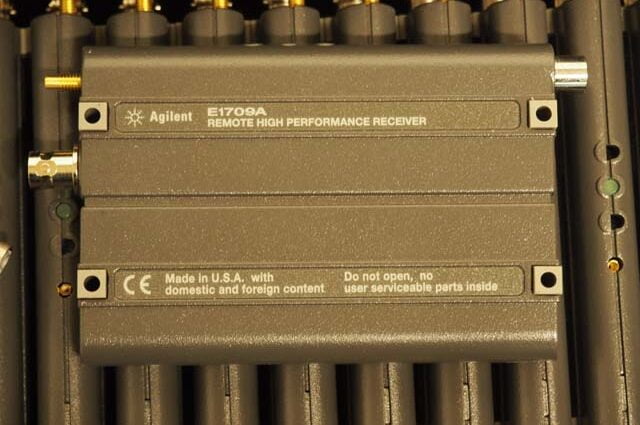 Agilent
E1709A
REMOTE HIGH PERFORMANCE RECEIVER
CE
Made in U.S.A. with
domestic and foreign content
Do not open, no
user serviceable parts inside